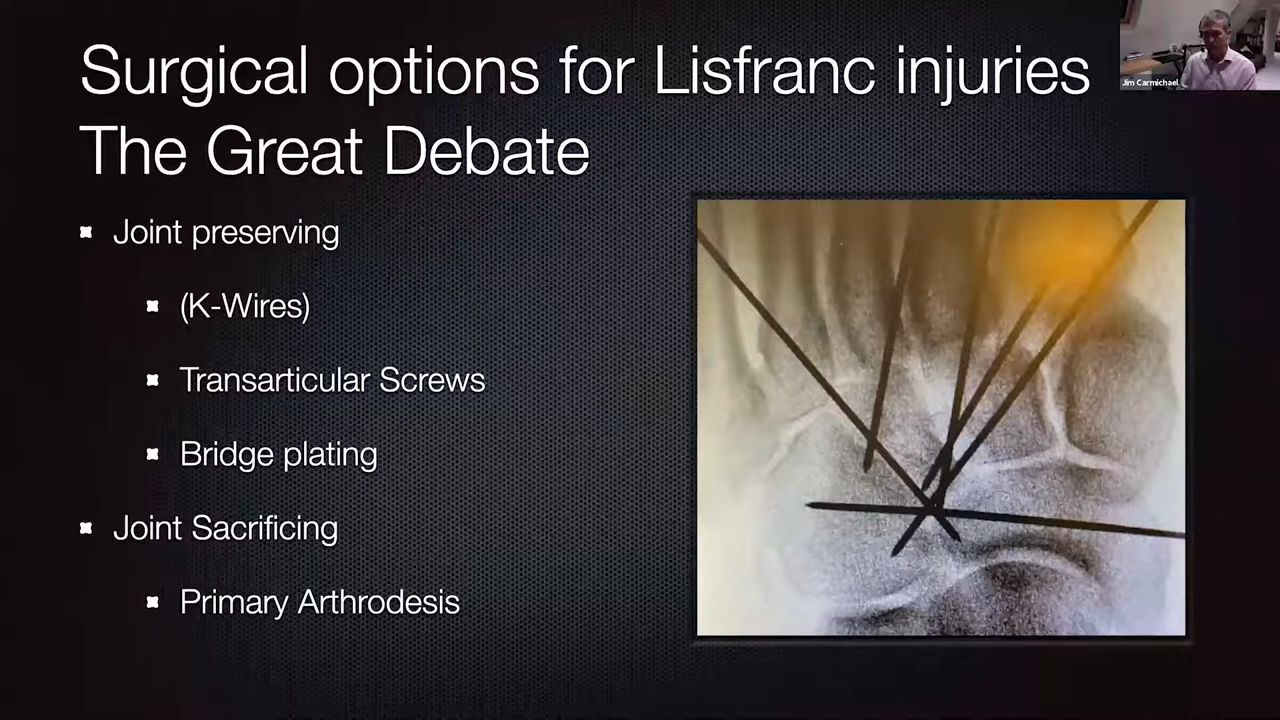 Surgical options for Lisfranc injuries
The Great Debate
Jim Carmichael
Joint preserving
(K-Wires)
Transarticular Screws
Bridge plating
Joint Sacrificing
Primary Arthrodesis